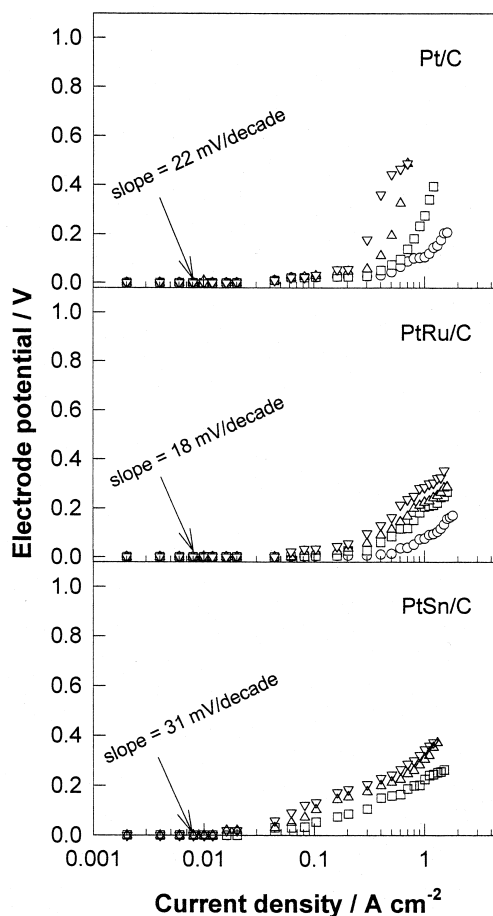 Electrode potential / V
1.0
0.8
0.6
0.4
0.2
0.0
Pt/C
slope = 22 mV/decade
1.0
0.8
0.6
0.4
0.2
0.0
PtRu/C
slope = 18 mV/decade
1.0
0.8
0.6
0.4
0.2
0.0
PtSn/C
slope = 31 mV/decade
0.001 0.01 0.1 1
Current density / A cm⁻²